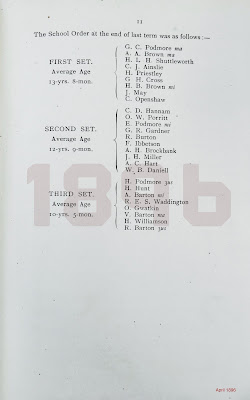 11
The School Order at the end of last term was as follows :—
G. C. Podmore ma
A. A. Brown ma
H. L. H. Shuttleworth
C. J. Ainslie
H. Priestley
G. H. Cross
H. B. Brown mi
J. May
C. Openshaw
FIRST SET.
Average Age
13-yrs. 8-mon.
C. D. Hannam
O. W. Porritt
E. Podmore mi
G. R. Gardner
R. Burton
F. Ibbetson
A. H. Brockbank
J. H. Miller
A. C. Hart
W. B. Daniell
SECOND SET.
Average Age
12-yrs. 9-mon.
H. Podmore 3us
H. Hunt
A. Barton mi
R. E. S. Waddington
O. Gwatkin
V. Barton ma
H. Williamson
R. Barton 3us
THIRD SET.
Average Age
10-yrs. 5-mon.
1896
April 1896